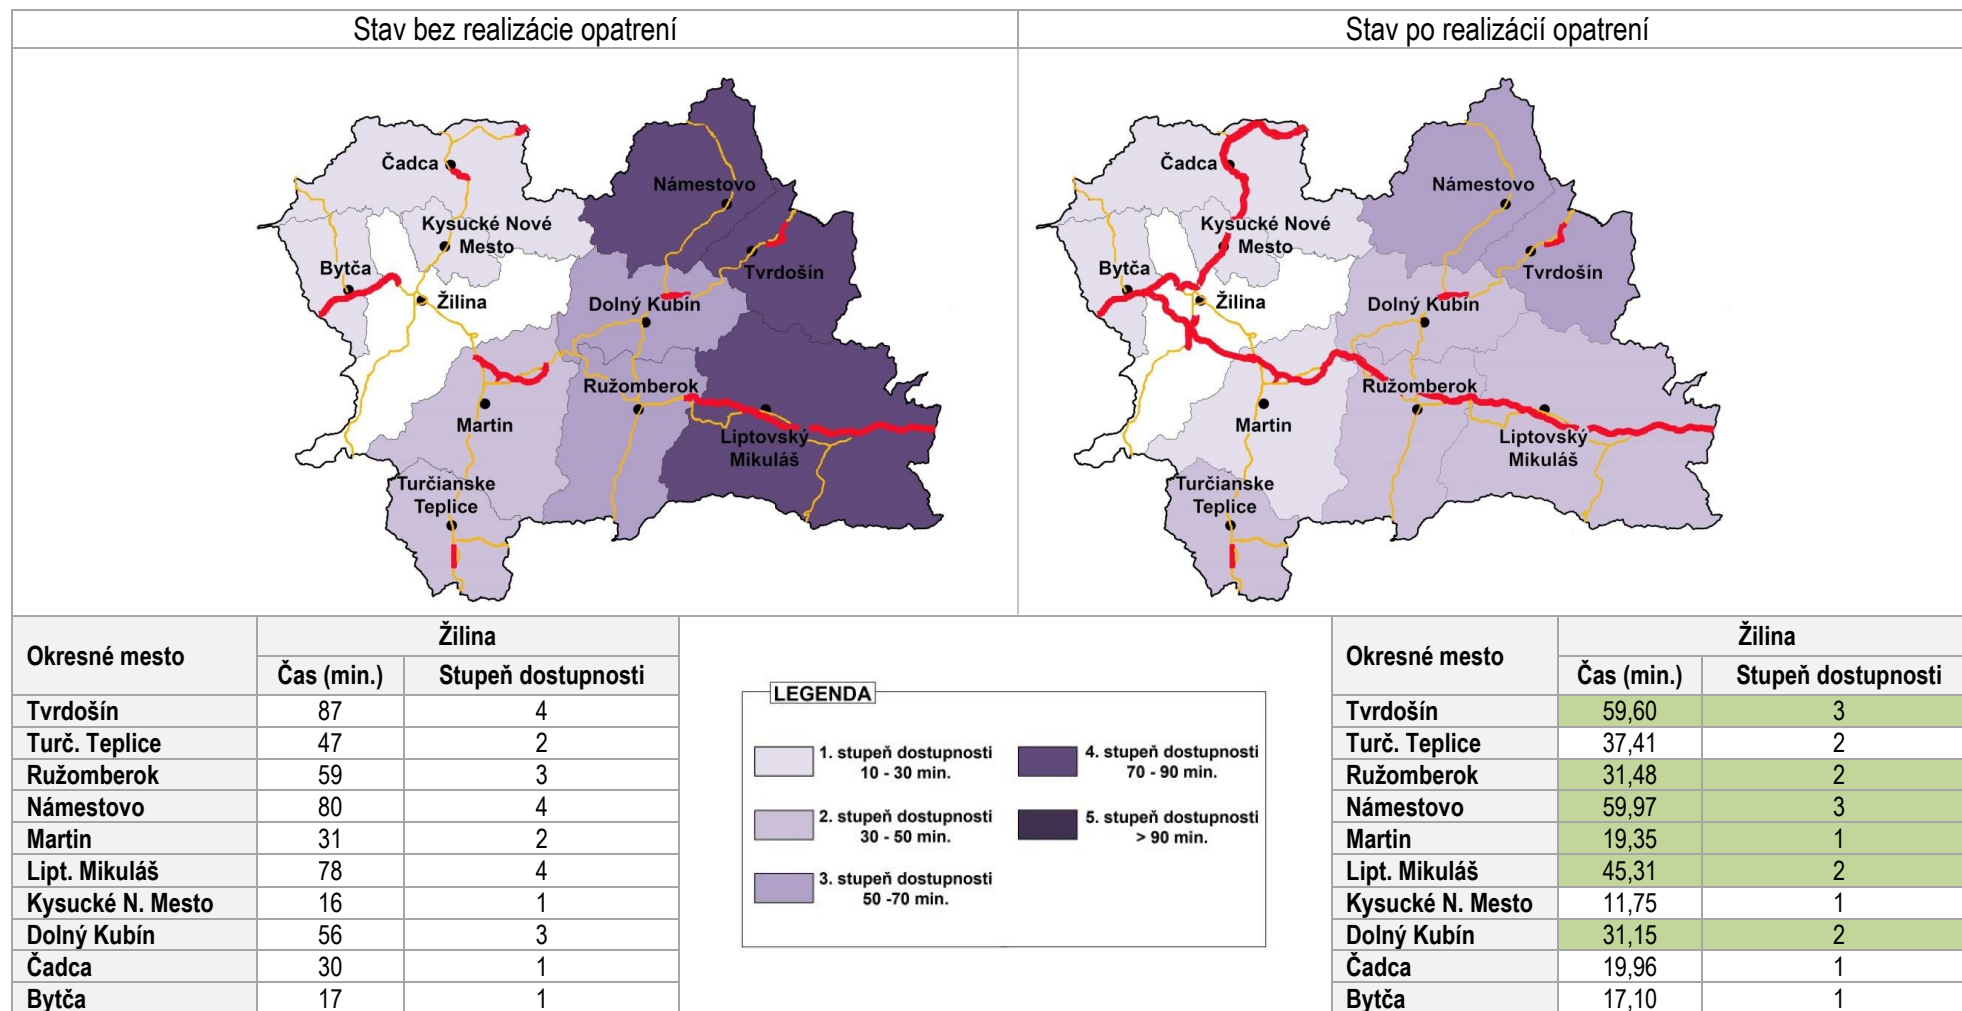 Stav bez realizácie opatrení
Stav po realizácií opatrení
Čadca
Námestovo
Kysucké Nové
Mesto
Bytča
Tvrdošín
Žilina
Dolný Kubín
Ružomberok
Martin
Liptovský
Mikuláš
Turčianske
Teplice
Čadca
Námestovo
Kysucké Nové
Mesto
Bytča
Tvrdošín
Žilina
Dolný Kubín
Ružomberok
Martin
Liptovský
Mikuláš
Turčianske
Teplice
Okresné mesto Žilina
Čas (min.) Stupeň dostupnosti
Tvrdošín 87 4
Turč. Teplice 47 2
Ružomberok 59 3
Námestovo 80 4
Martin 31 2
Lipt. Mikuláš 78 4
Kysucké N. Mesto 16 1
Dolný Kubín 56 3
Čadca 30 1
Bytča 17 1
LEGENDA
1. stupeň dostupnosti
10 - 30 min.
2. stupeň dostupnosti
30 - 50 min.
3. stupeň dostupnosti
50 -70 min.
4. stupeň dostupnosti
70 - 90 min.
5. stupeň dostupnosti
> 90 min.
Okresné mesto Žilina
Čas (min.) Stupeň dostupnosti
Tvrdošín 59,60 3
Turč. Teplice 37,41 2
Ružomberok 31,48 2
Námestovo 59,97 3
Martin 19,35 1
Lipt. Mikuláš 45,31 2
Kysucké N. Mesto 11,75 1
Dolný Kubín 31,15 2
Čadca 19,96 1
Bytča 17,10 1